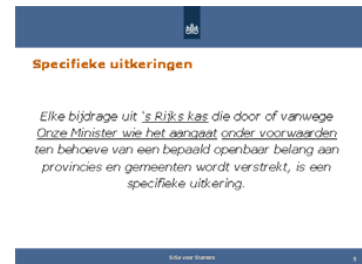 Specifieke uitkeringen
Elke bijdrage uit 's Rijks kas die door of vanwege
Onze Minister wie het aangaat onder voorwaarden
ten behoeve van een bepaald openbaar belang aan
provincies en gemeenten wordt verstrekt, is een
specifieke uitkering.